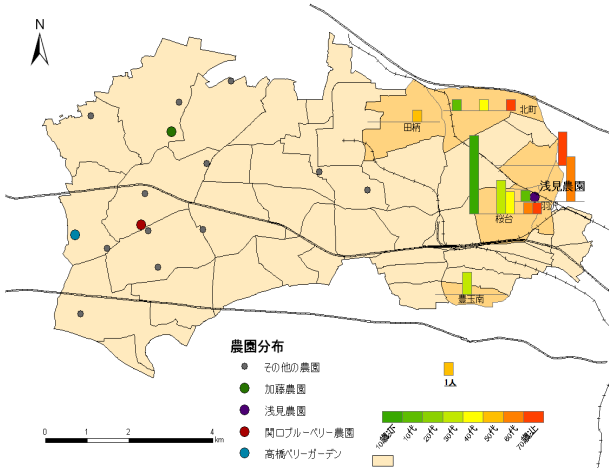 N
北町
田柄
浅見農園
羽沢
桜台
豊玉南
農園分布
その他の農園
加藤農園
浅見農園
関口ブルーベリー農園
高橋ベリーガーデン
1人
10歳以下
10代
20代
30代
40代
50代
60代
70歳以上
0 1 2 4
km